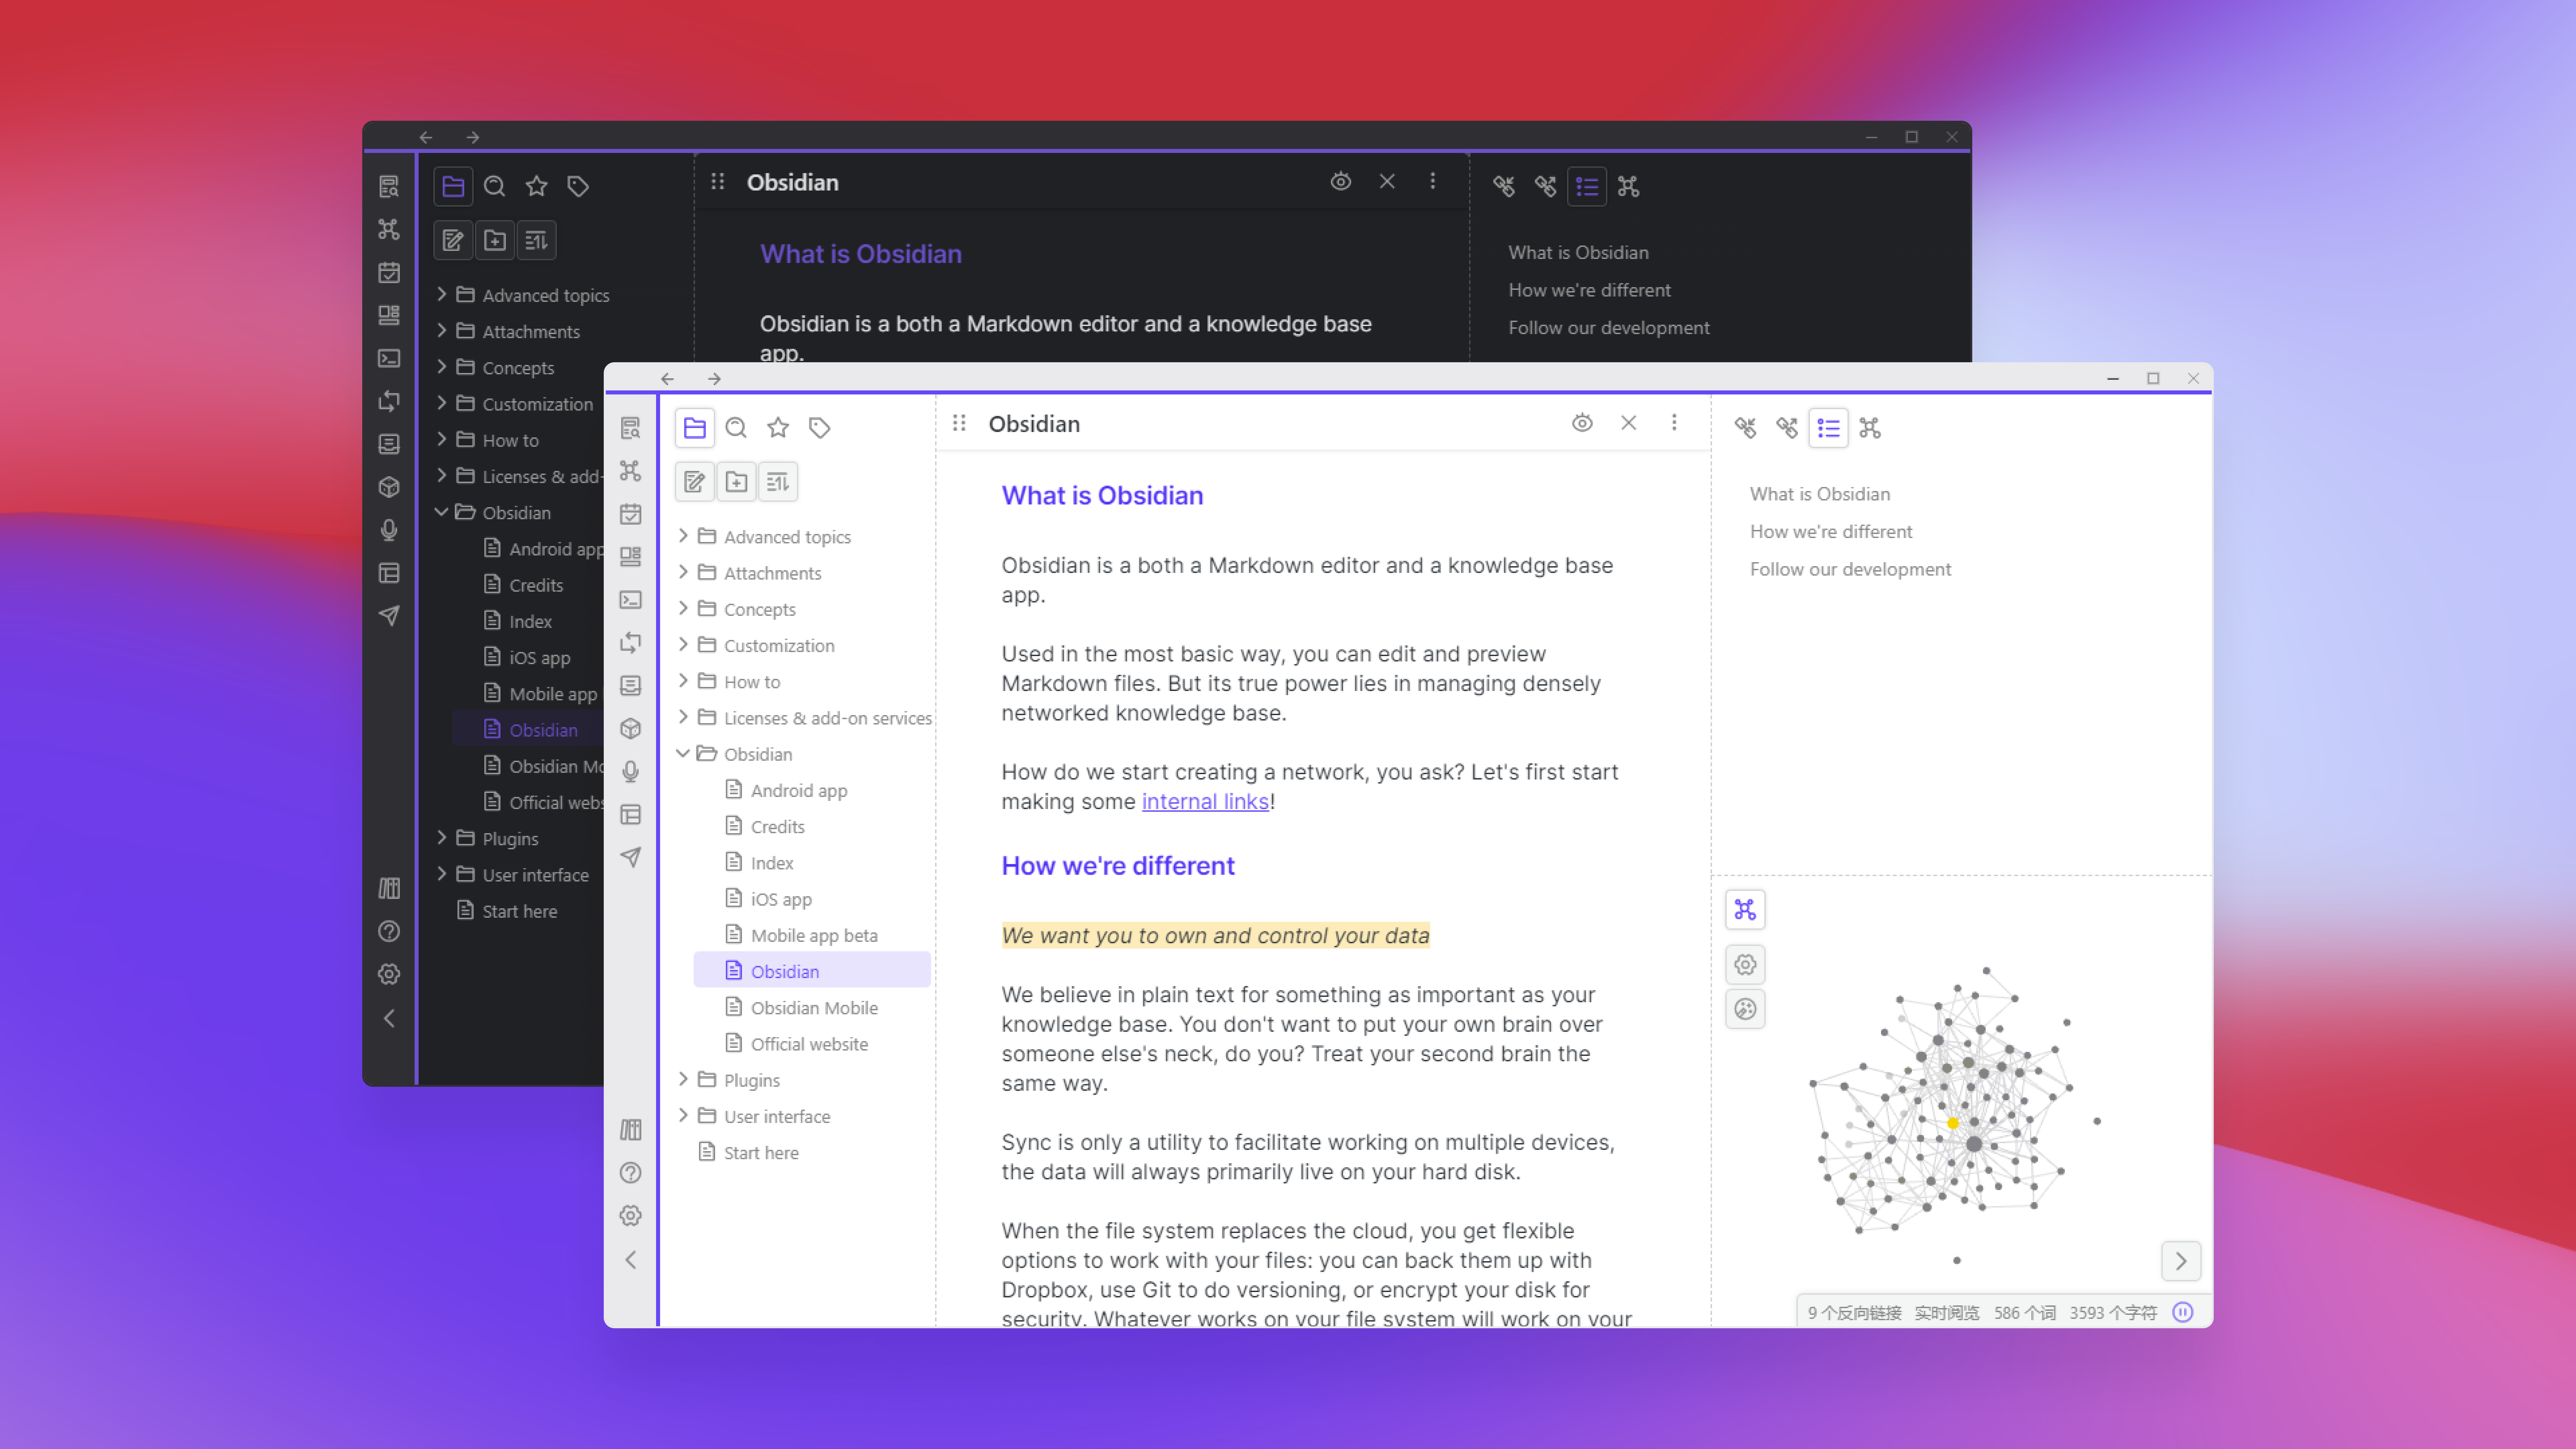 Obsidian
What is Obsidian
Obsidian is a both a Markdown editor and a knowledge base
app.
Advanced topics
Attachments
Concepts
Customization
How to
Licenses & add-
Obsidian
Android app
Credits
Index
iOS app
Mobile app
Obsidian
Obsidian Mo
Official webs
Plugins
User interface
Start here
What is Obsidian
How we're different
Follow our development
Advanced topics
Attachments
Concepts
Customization
How to
Licenses & add-on services
Obsidian
Android app
Credits
Index
iOS app
Mobile app beta
Obsidian
Obsidian Mobile
Official website
Plugins
User interface
Start here
Obsidian
What is Obsidian
Obsidian is a both a Markdown editor and a knowledge base
app.
Used in the most basic way, you can edit and preview
Markdown files. But its true power lies in managing densely
networked knowledge base.
How do we start creating a network, you ask? Let's first start
making some internal links!
How we're different
We want you to own and control your data
We believe in plain text for something as important as your
knowledge base. You don't want to put your own brain over
someone else's neck, do you? Treat your second brain the
same way.
Sync is only a utility to facilitate working on multiple devices,
the data will always primarily live on your hard disk.
When the file system replaces the cloud, you get flexible
options to work with your files: you can back them up with
Dropbox, use Git to do versioning, or encrypt your disk for
security. Whatever works on your file system will work on your
What is Obsidian
How we're different
Follow our development
9 个反向链接 实时阅览 586 个词 3593 个字符